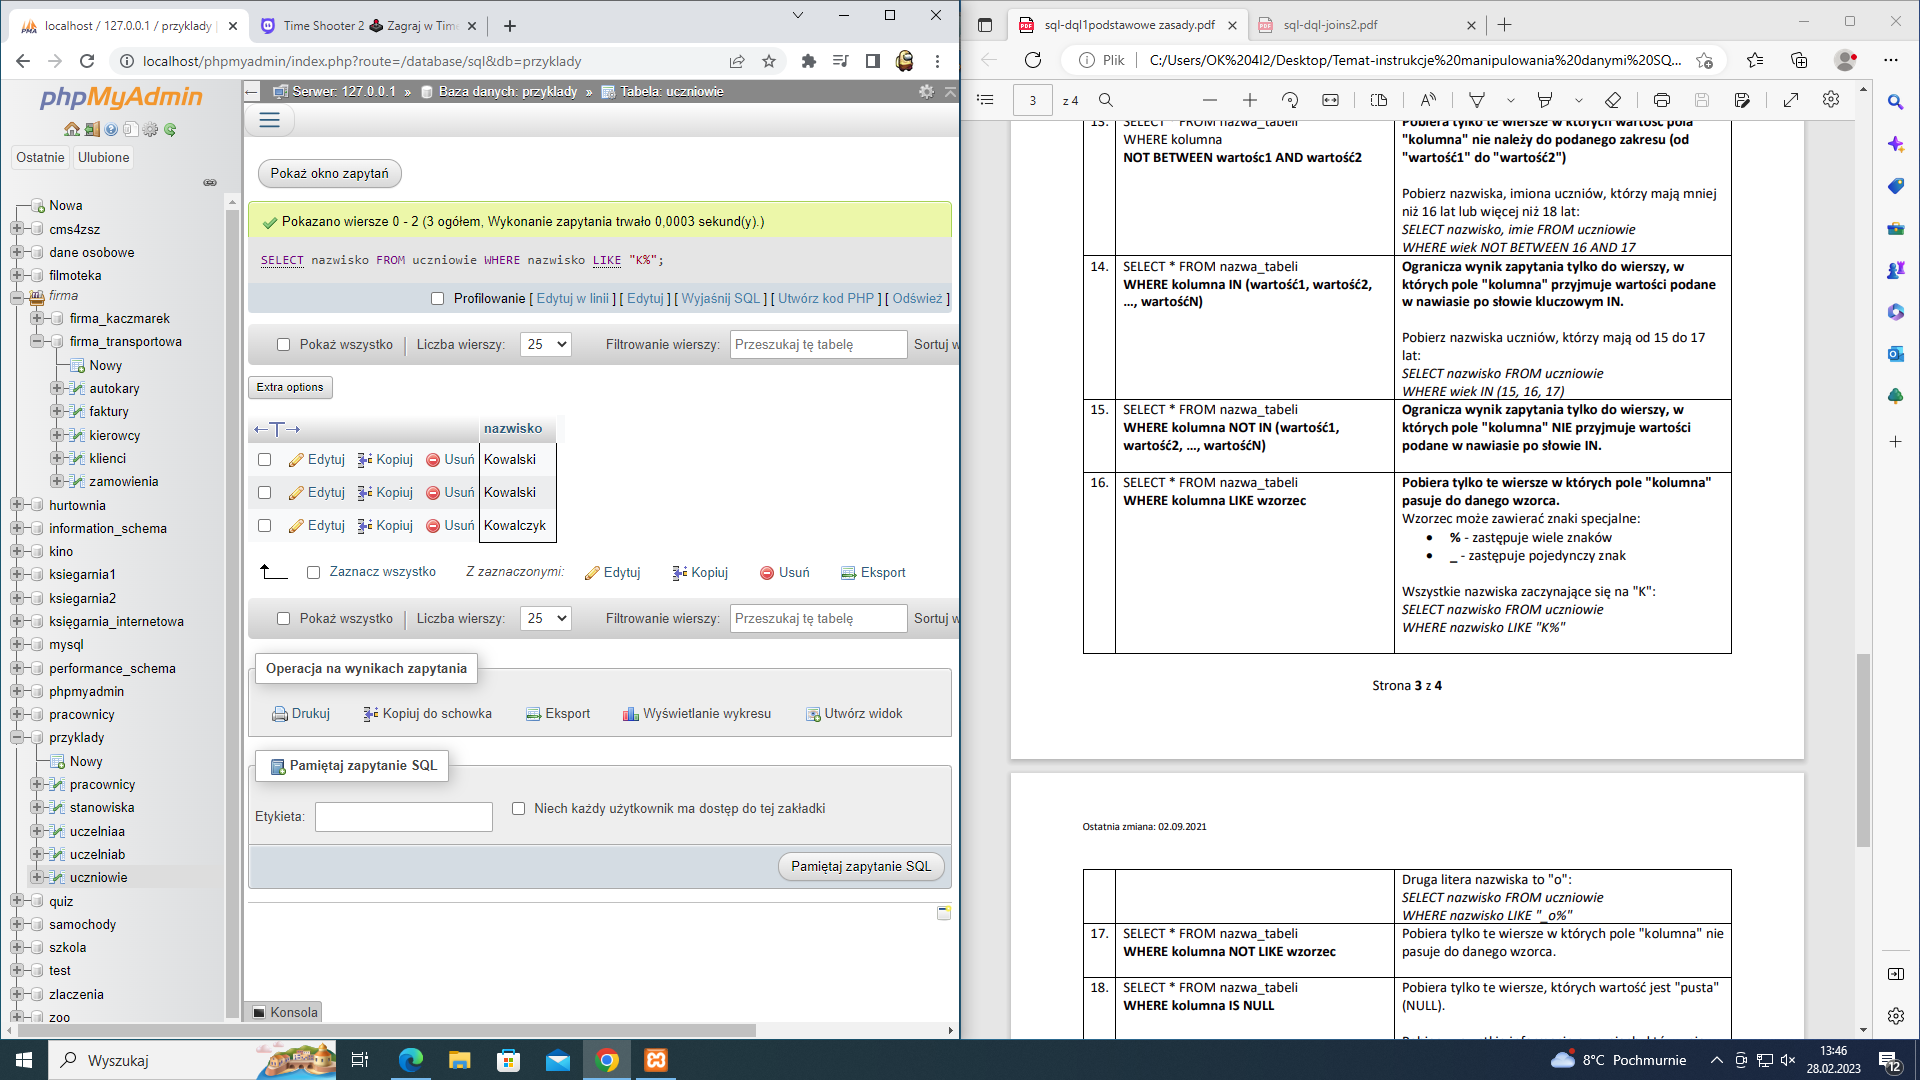 localhost / 127.0.0.1 / przyklady |
Time Shooter 2 Zagraj w Time
localhost/phpmyadmin/index.php?route=/database/sql&db=przyklady
phpMyAdmin
Ostatnie
Ulubione
Nowa
cms4zsz
dane osobowe
filmoteka
firma
firma_kaczmarek
firma_transportowa
Nowy
autokary
faktury
kierowcy
klienci
zamowienia
hurtownia
information_schema
kino
ksiegarnia1
ksiegarnia2
księgarnia_internetowa
mysql
performance_schema
phpmyadmin
pracownicy
przyklady
Nowy
pracownicy
stanowiska
uczelniaa
uczelniab
uczniowie
quiz
samochody
szkola
test
zlaczenia
zoo
Serwer: 127.0.0.1 » Baza danych: przyklady » Tabela: uczniowie
Pokaż okno zapytań
Pokazano wiersze 0 - 2 (3 ogółem, Wykonanie zapytania trwało 0,0003 sekund(y).)
SELECT nazwisko FROM uczniowie WHERE nazwisko LIKE "K%";
Profilowanie [ Edytuj w linii ] [ Edytuj ] [ Wyjaśnij SQL ] [ Utwórz kod PHP ] [ Odśwież ]
Pokaż wszystko
Liczba wierszy:
25
Filtrowanie wierszy:
Przeszukaj tę tabelę
Sortuj w
Extra options
←T→
nazwisko
Edytuj Kopiuj Usuń Kowalski
Edytuj Kopiuj Usuń Kowalski
Edytuj Kopiuj Usuń Kowalczyk
Zaznacz wszystko
Z zaznaczonymi:
Edytuj
Kopiuj
Usuń
Eksport
Pokaż wszystko
Liczba wierszy:
25
Filtrowanie wierszy:
Przeszukaj tę tabelę
Sortuj w
Operacja na wynikach zapytania
Drukuj
Kopiuj do schowka
Eksport
Wyświetlanie wykresu
Utwórz widok
Pamiętaj zapytanie SQL
Etykieta:
Niech każdy użytkownik ma dostęp do tej zakładki
Pamiętaj zapytanie SQL
Konsola
sql-dql1podstawowe zasady.pdf
sql-dql-joins2.pdf
Plik
C:/Users/OK%204I2/Desktop/Temat-instrukcje%20manipulowania%20danymi%20SQ...
3
z 4
13.
SELECT * FROM nazwa_tabeli
WHERE kolumna
NOT BETWEEN wartośc1 AND wartość2
Pobiera tylko te wiersze w których wartość pola
"kolumna" nie należy do podanego zakresu (od
"wartość1" do "wartość2")
Pobierz nazwiska, imiona uczniów, którzy mają mniej
niż 16 lat lub więcej niż 18 lat:
SELECT nazwisko, imie FROM uczniowie
WHERE wiek NOT BETWEEN 16 AND 17
14.
SELECT * FROM nazwa_tabeli
WHERE kolumna IN (wartość1, wartość2,
..., wartośćN)
Ogranicza wynik zapytania tylko do wierszy, w
których pole "kolumna" przyjmuje wartości podane
w nawiasie po słowie kluczowym IN.
Pobierz nazwiska uczniów, którzy mają od 15 do 17
lat:
SELECT nazwisko FROM uczniowie
WHERE wiek IN (15, 16, 17)
15.
SELECT * FROM nazwa_tabeli
WHERE kolumna NOT IN (wartość1,
wartość2, ..., wartośćN)
Ogranicza wynik zapytania tylko do wierszy, w
których pole "kolumna" NIE przyjmuje wartości
podane w nawiasie po słowie IN.
16.
SELECT * FROM nazwa_tabeli
WHERE kolumna LIKE wzorzec
Pobiera tylko te wiersze w których pole "kolumna"
pasuje do danego wzorca.
Wzorzec może zawierać znaki specjalne:
• % - zastępuje wiele znaków
• _ - zastępuje pojedynczy znak
Wszystkie nazwiska zaczynające się na "K":
SELECT nazwisko FROM uczniowie
WHERE nazwisko LIKE "K%"
Strona 3 z 4
Ostatnia zmiana: 02.09.2021
Druga litera nazwiska to "o":
SELECT nazwisko FROM uczniowie
WHERE nazwisko LIKE "_o%"
17.
SELECT * FROM nazwa_tabeli
WHERE kolumna NOT LIKE wzorzec
Pobiera tylko te wiersze w których pole "kolumna" nie
pasuje do danego wzorca.
18.
SELECT * FROM nazwa_tabeli
WHERE kolumna IS NULL
Pobiera tylko te wiersze, których wartość jest "pusta"
(NULL).
Wyszukaj
8°C Pochmurnie
13:46
28.02.2023
12